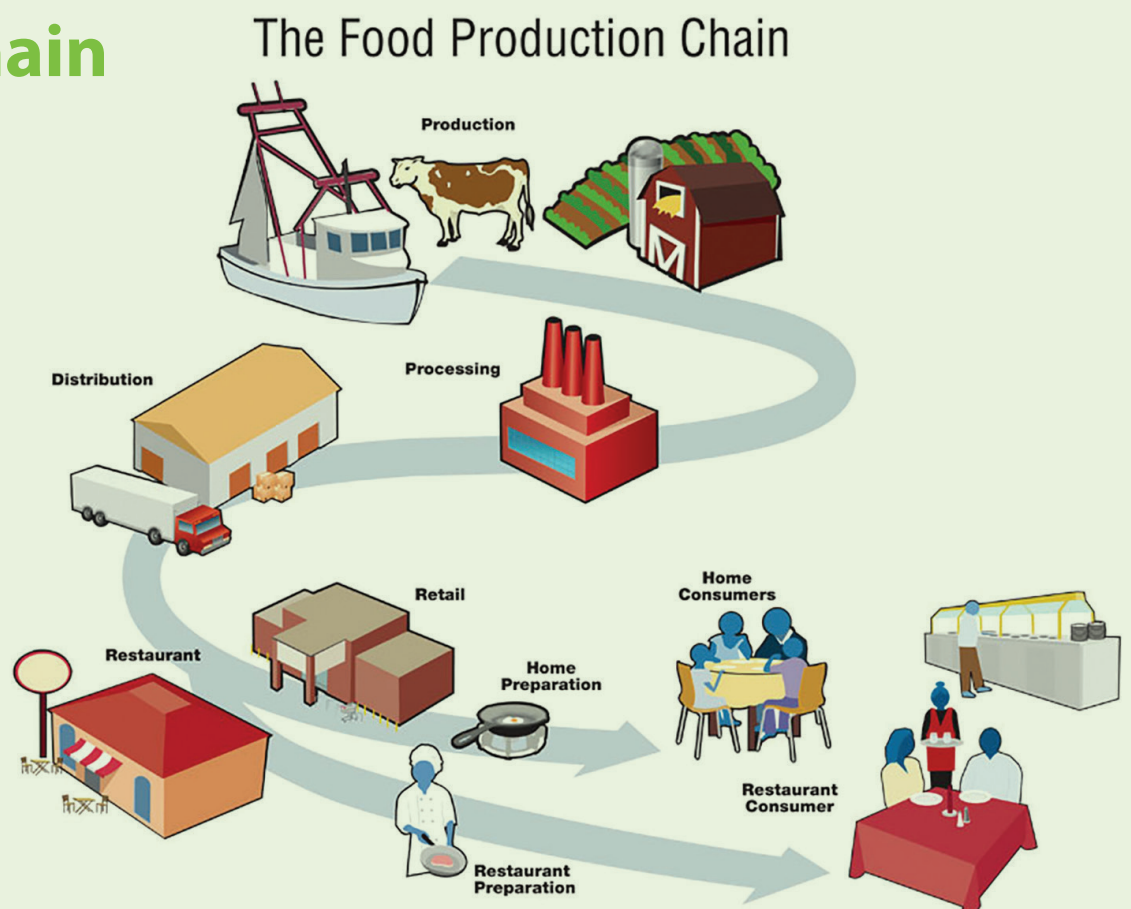 ain
The Food Production Chain
Production
Distribution
Processing
Retail
Home
Consumers
Restaurant
Home
Preparation
Restaurant
Consumer
Restaurant
Preparation